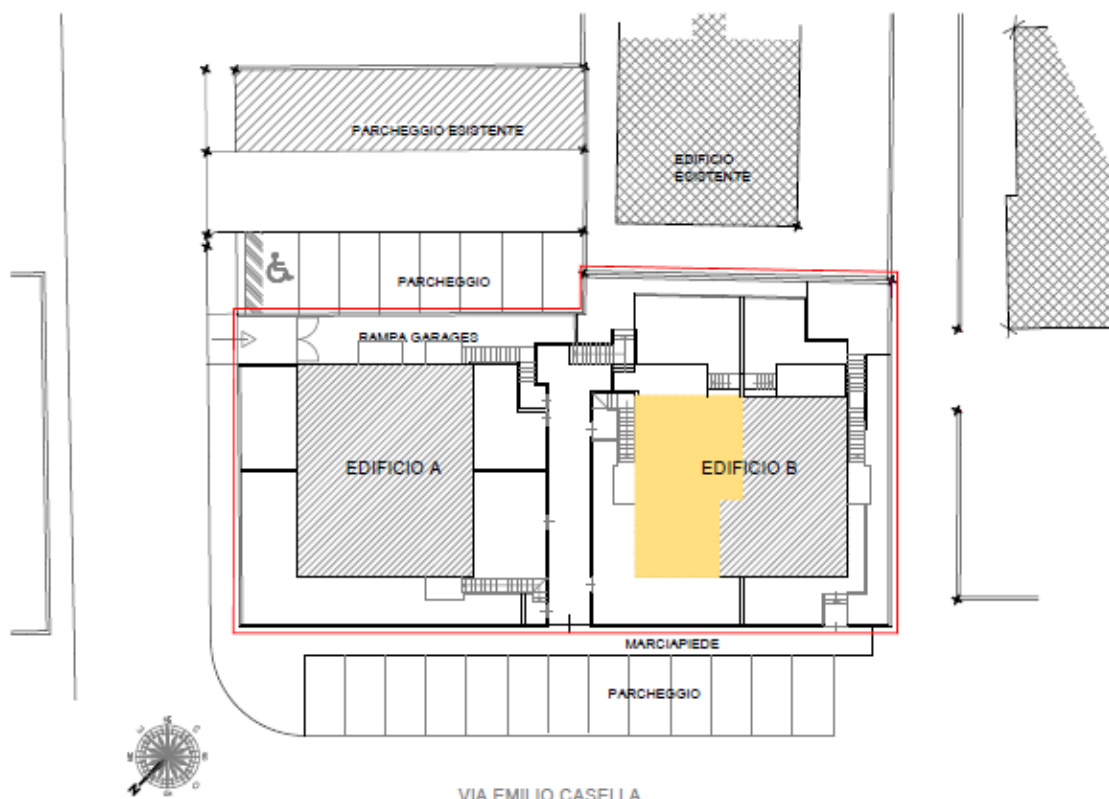 PARCHEGGIO ESISTENTE
EDIFICIO
ESISTENTE
PARCHEGGIO
RAMPA GARAGES
EDIFICIO A
EDIFICIO B
MARCIAPIEDE
PARCHEGGIO
N
VIA EMILIO CASELLA